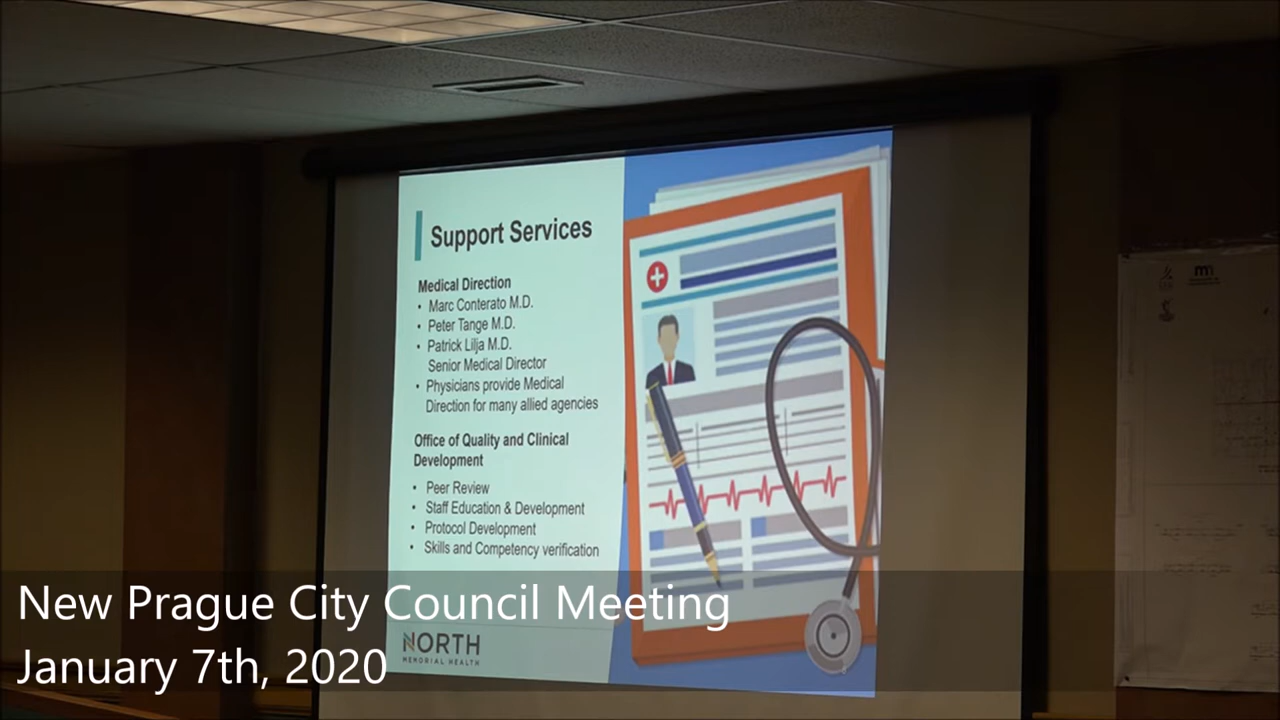 Support Services
Medical Direction
• Marc Conterato M.D.
• Peter Tange M.D.
• Patrick Lilja M.D.
Senior Medical Director
• Physicians provide Medical
Direction for many allied agencies
Office of Quality and Clinical
Development
• Peer Review
• Staff Education & Development
• Protocol Development
• Skills and Competency verification
New Prague City Council Meeting
NORTH
MEMORIAL HEALTH
January 7th, 2020